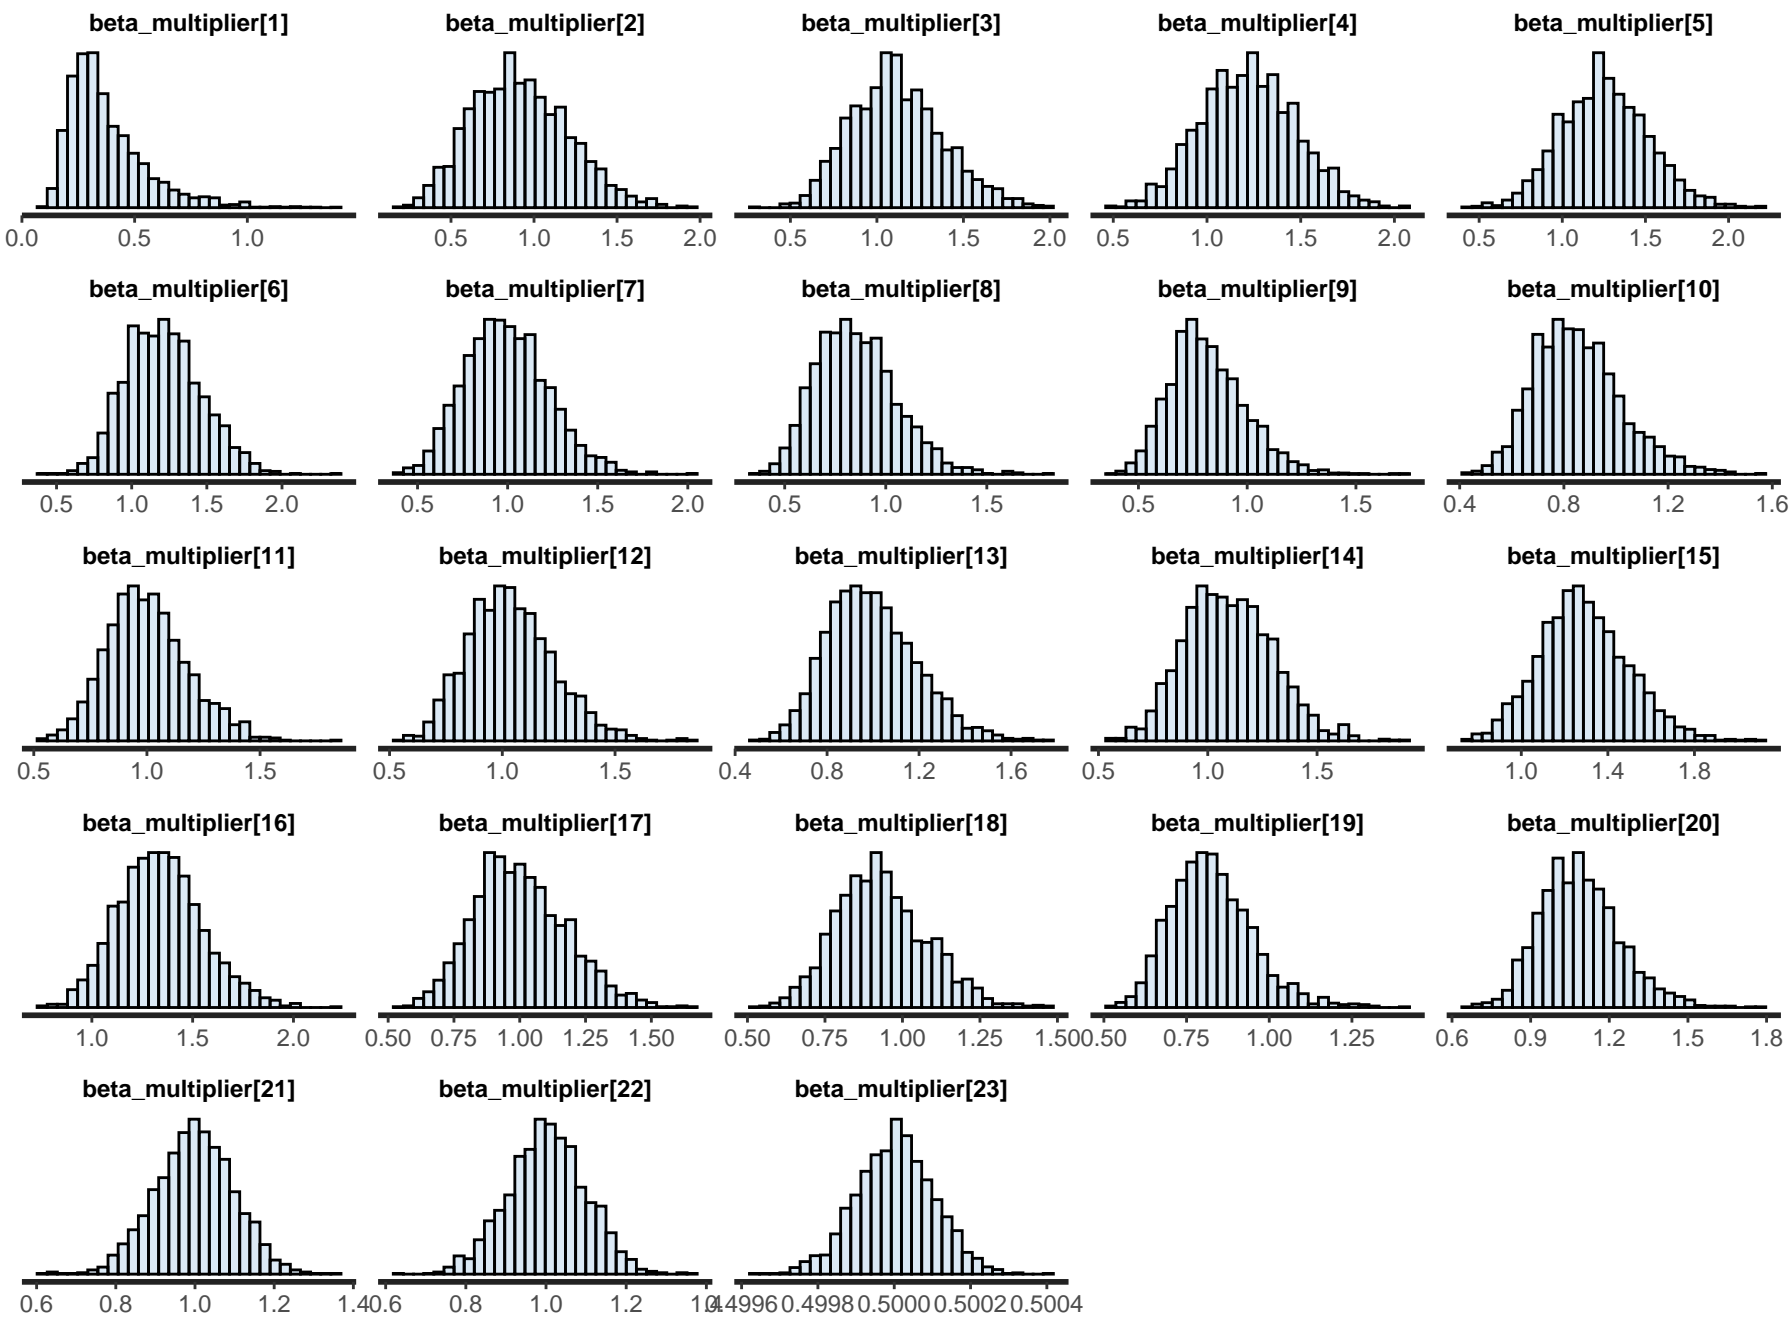 beta_multiplier[1] beta_multiplier[2] beta_multiplier[3] beta_multiplier[4] beta_multiplier[5]
0.0 0.5 1.0 0.5 1.0 1.5 2.0 0.5 1.0 1.5 2.0 0.5 1.0 1.5 2.0 0.5 1.0 1.5 2.0
beta_multiplier[6] beta_multiplier[7] beta_multiplier[8] beta_multiplier[9] beta_multiplier[10]
0.5 1.0 1.5 2.0 0.5 1.0 1.5 2.0 0.5 1.0 1.5 0.5 1.0 1.5 0.4 0.8 1.2 1.6
beta_multiplier[11] beta_multiplier[12] beta_multiplier[13] beta_multiplier[14] beta_multiplier[15]
0.5 1.0 1.5 0.5 1.0 1.5 0.4 0.8 1.2 1.6 0.5 1.0 1.5 1.0 1.4 1.8
beta_multiplier[16] beta_multiplier[17] beta_multiplier[18] beta_multiplier[19] beta_multiplier[20]
1.0 1.5 2.0 0.50 0.75 1.00 1.25 1.50 0.50 0.75 1.00 1.25 1.50 0.50 0.75 1.00 1.25 0.6 0.9 1.2 1.5 1.8
beta_multiplier[21] beta_multiplier[22] beta_multiplier[23]
0.6 0.8 1.0 1.2 1.4 0.6 0.8 1.0 1.2 1.4 0.4996 0.4998 0.5000 0.5002 0.5004